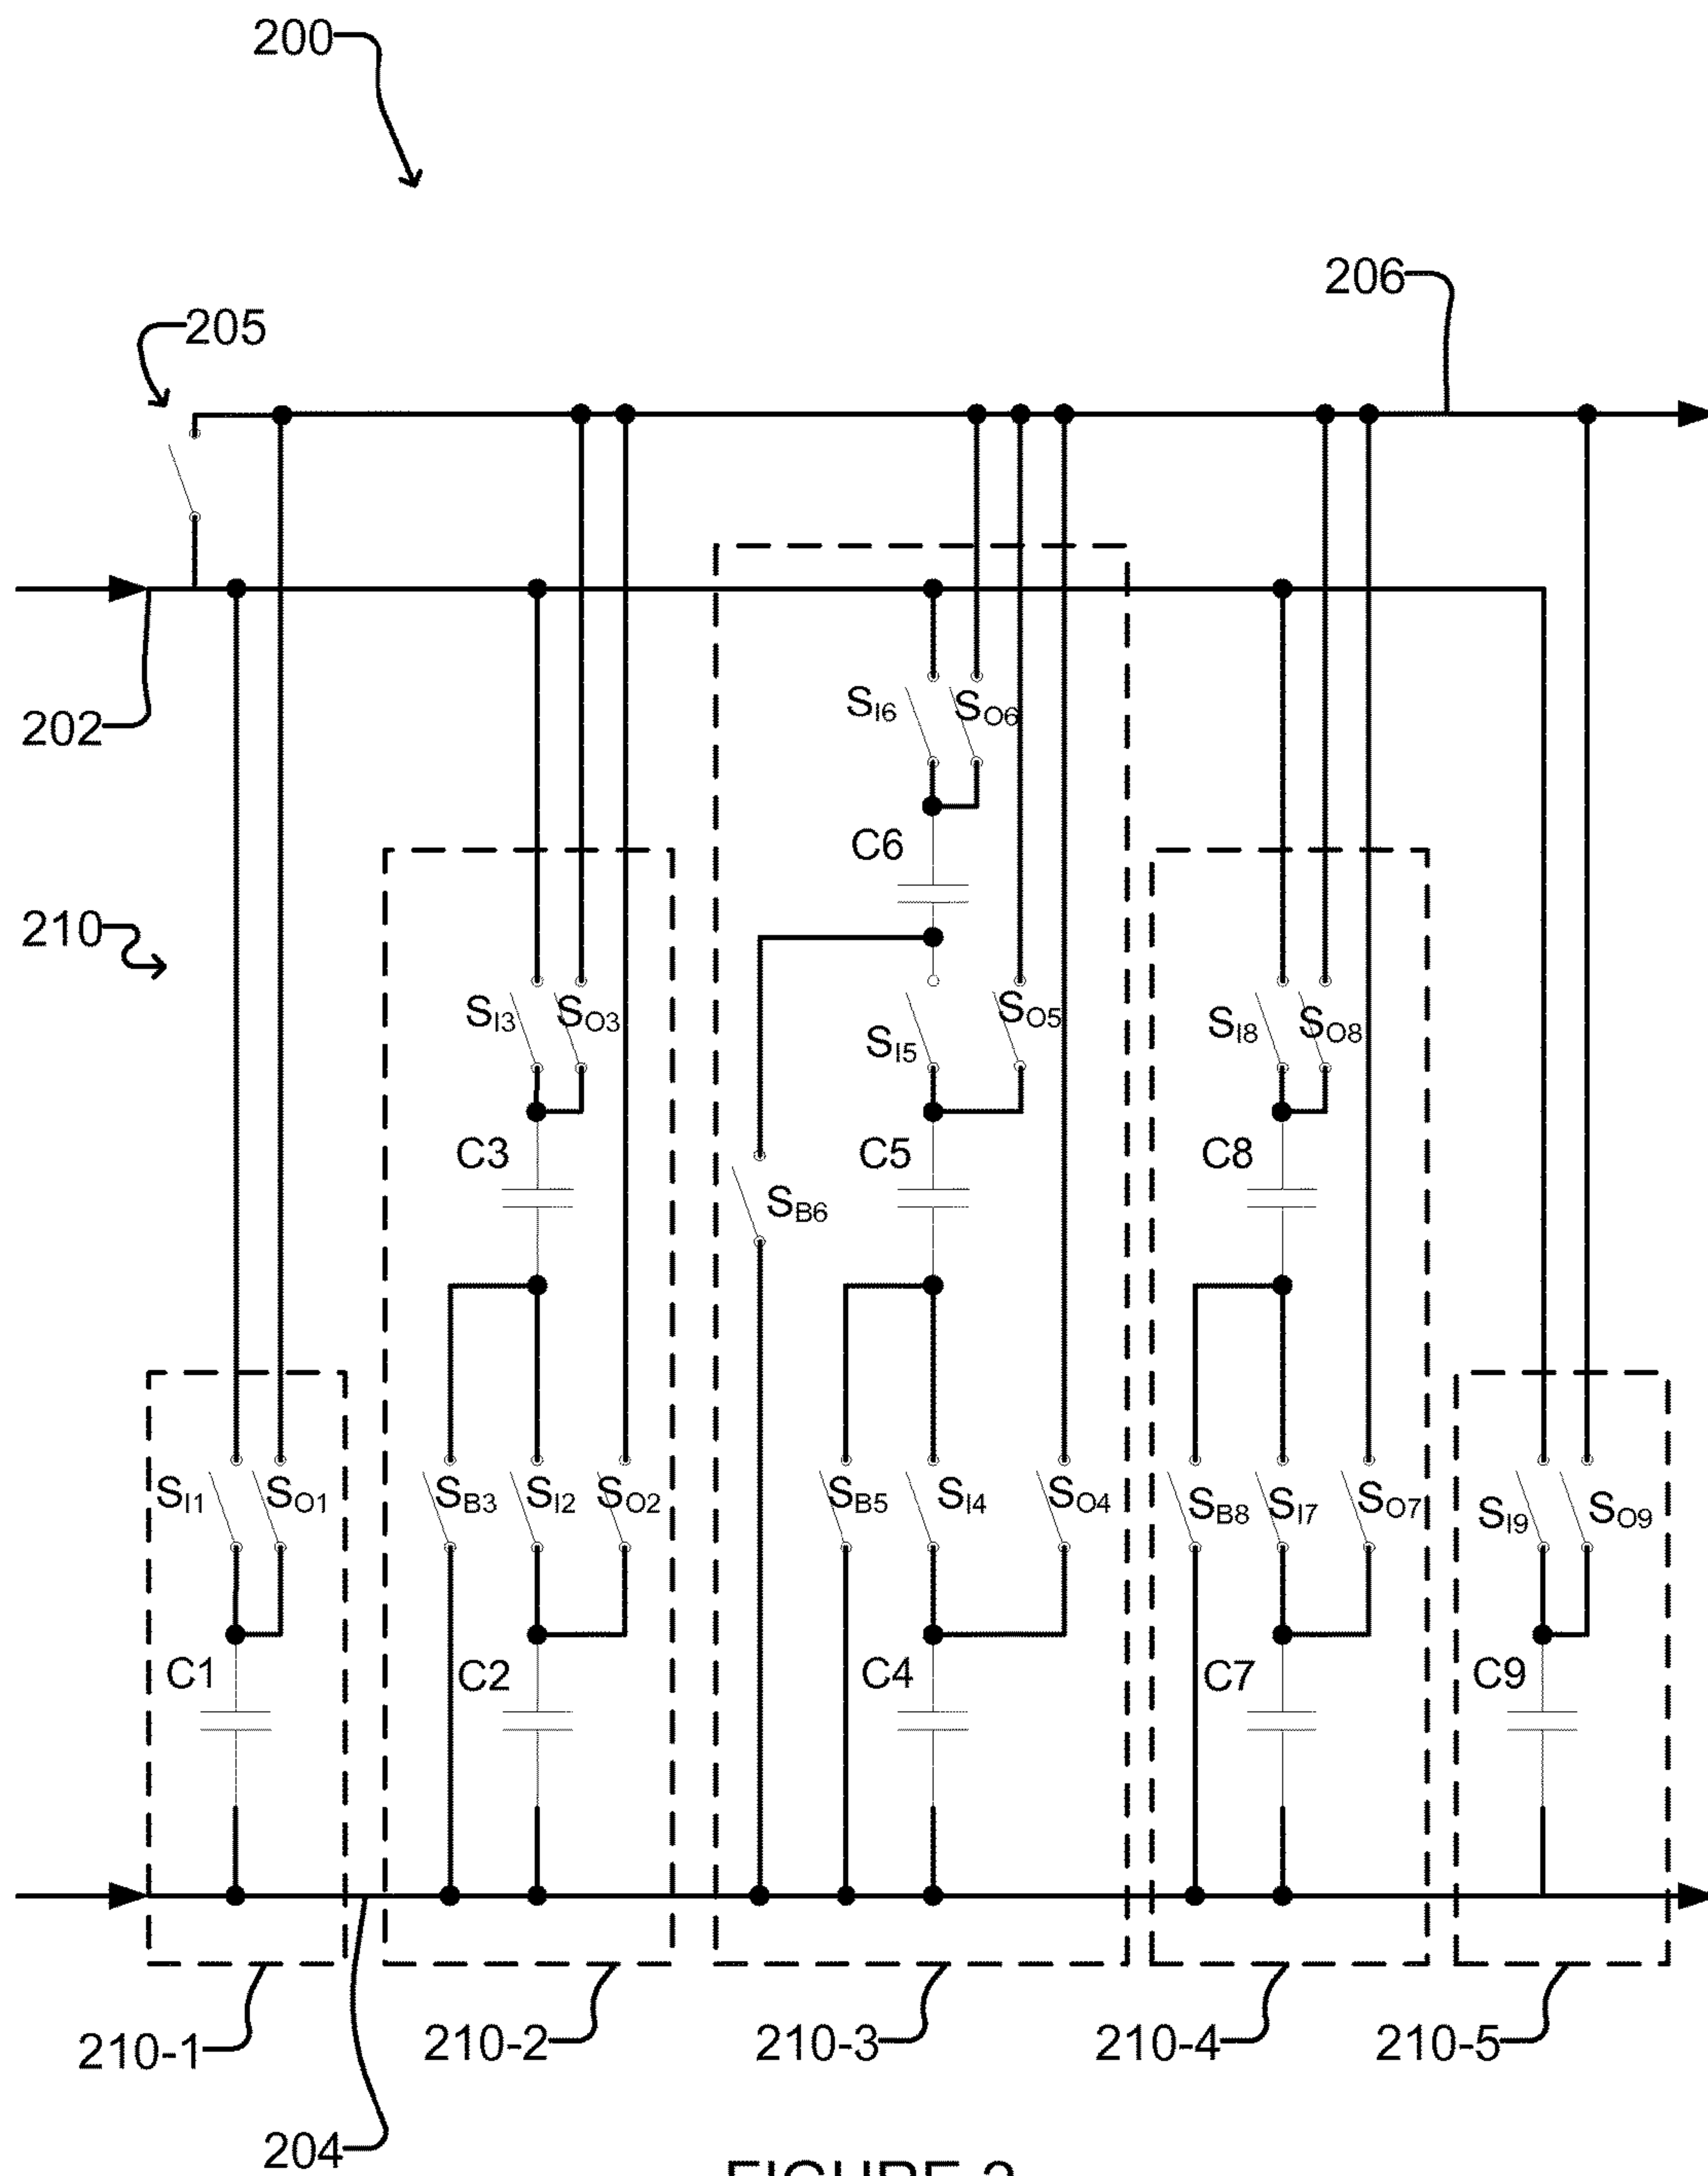 200
206
205
202
S_I6 S_O6
C6
210
S_I3 S_O3 S_I5 S_O5 S_I8 S_O8
C3 C5 C8
S_B6
S_I1 S_O1 S_B3 S_I2 S_O2 S_B5 S_I4 S_O4 S_B8 S_I7 S_O7 S_I9 S_O9
C1 C2 C4 C7 C9
210-1 210-2 210-3 210-4 210-5
204
FIGURE 2